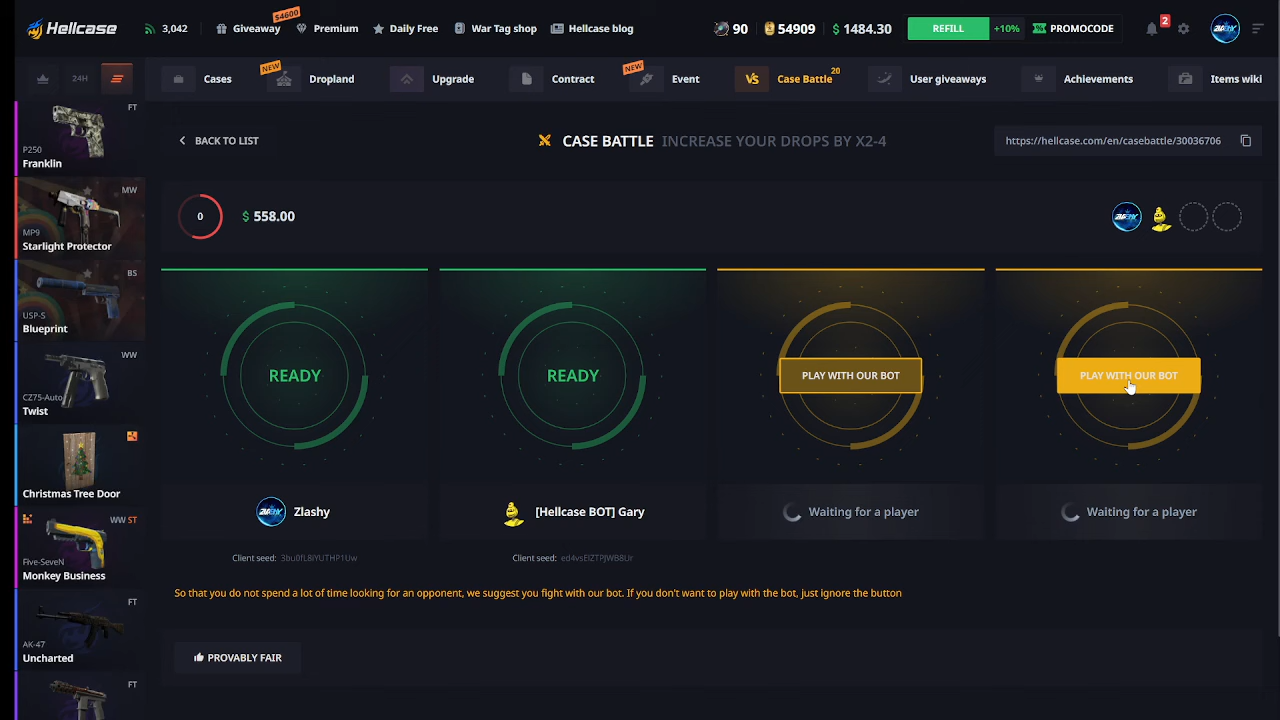 Hellcase
3,042
Giveaway
$4600
Premium
Daily Free
War Tag shop
Hellcase blog
90
54909
$ 1484.30
REFILL
+10%
PROMOCODE
2
24H
Cases
NEW
Dropland
Upgrade
Contract
NEW
Event
VS
Case Battle
20
User giveaways
Achievements
Items wiki
FT
P250
Franklin
MW
MP9
Starlight Protector
BS
USP-S
Blueprint
WW
CZ75-Auto
Twist
Christmas Tree Door
WW ST
Five-SeveN
Monkey Business
FT
AK-47
Uncharted
FT
BACK TO LIST
CASE BATTLE INCREASE YOUR DROPS BY X2-4
https://hellcase.com/en/casebattle/30036706
0
$ 558.00
READY
READY
PLAY WITH OUR BOT
PLAY WITH OUR BOT
Zlashy
[Hellcase BOT] Gary
Waiting for a player
Waiting for a player
Client seed: 3bu0fL8iYUTHP1Uw
Client seed: ed4vsElZTPJWB8Ur
So that you do not spend a lot of time looking for an opponent, we suggest you fight with our bot. If you don't want to play with the bot, just ignore the button
PROVABLY FAIR